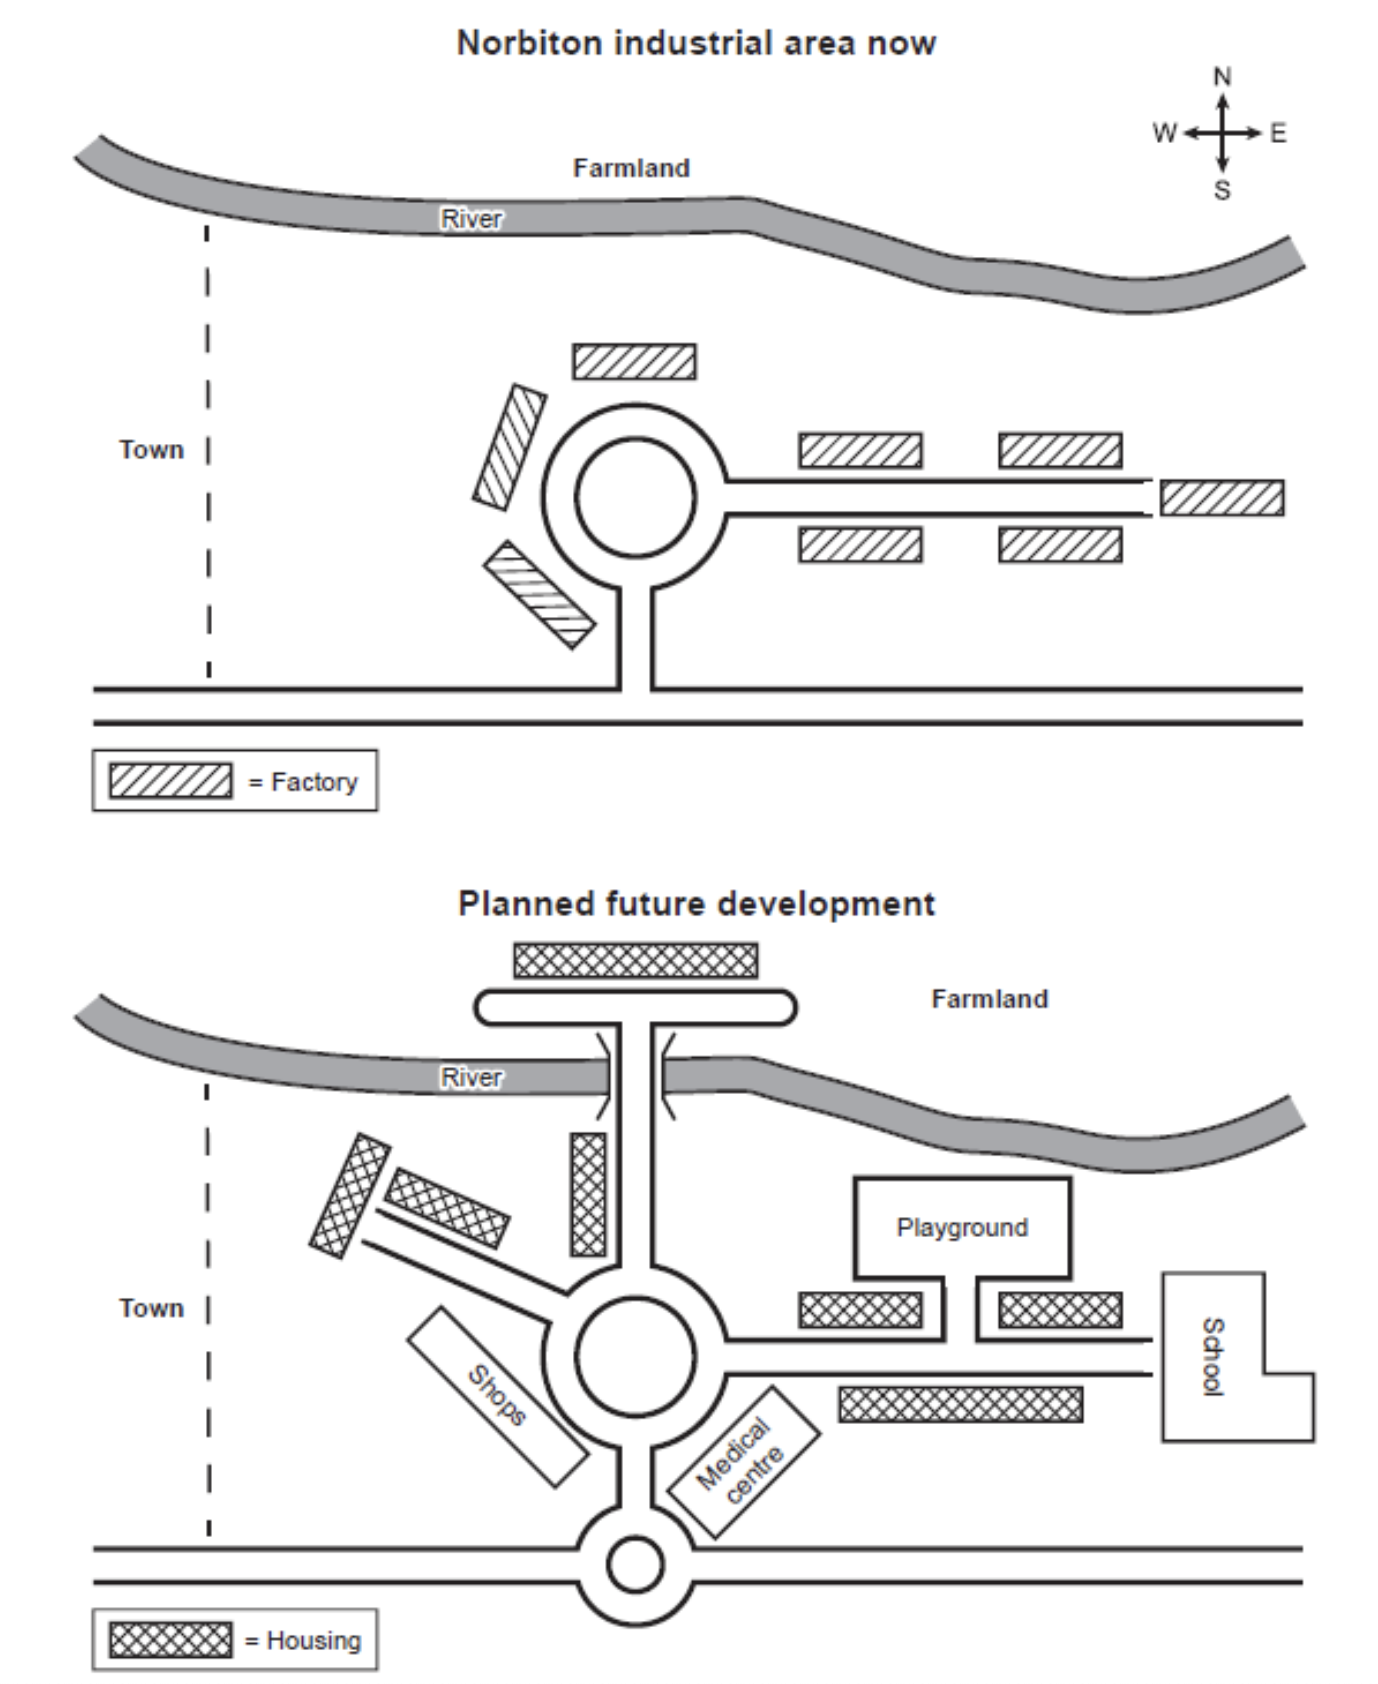 Norbiton industrial area now
N
W E
S
Farmland
River
Town
= Factory
Planned future development
Farmland
River
Playground
Town
School
Shops
Medical
centre
= Housing